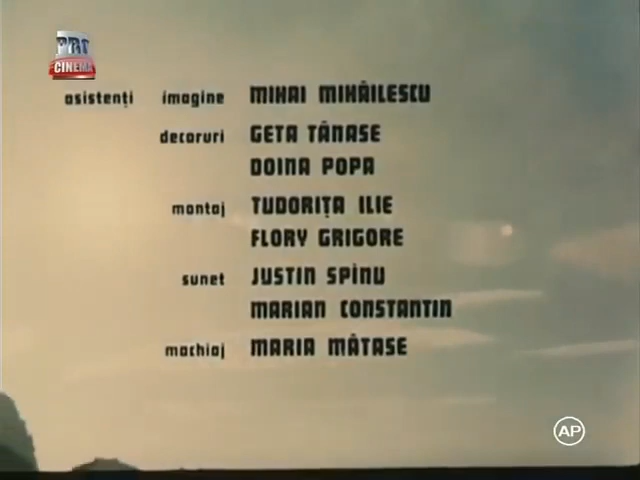 PRO
CINEMA
asistenți imagine MIHAI MIHĂILESCU
decoruri GETA TĂNASE
DOINA POPA
montaj TUDORIȚA ILIE
FLORY GRIGORE
sunet JUSTIN SPÎNU
MARIAN CONSTANTIN
machiaj MARIA MĂTASE
AP